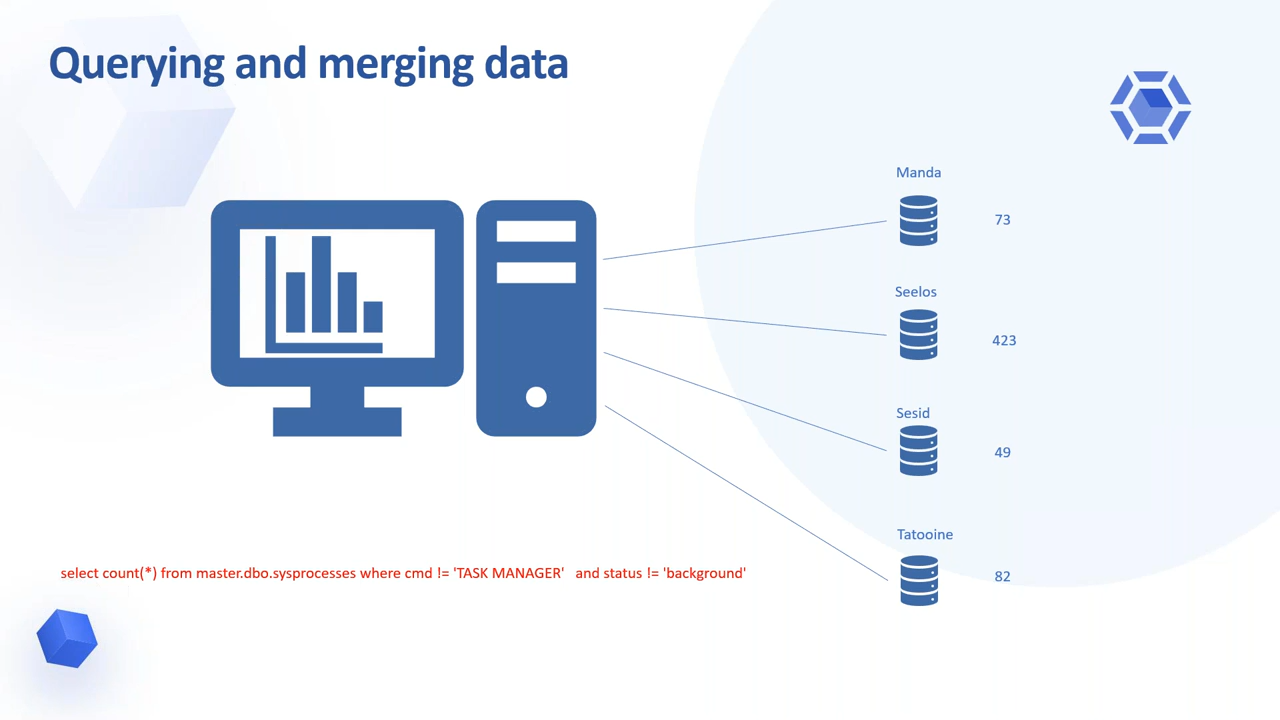 Querying and merging data
Manda
73
Seelos
423
Sesid
49
Tatooine
82
select count(*) from master.dbo.sysprocesses where cmd != 'TASK MANAGER'   and status != 'background'